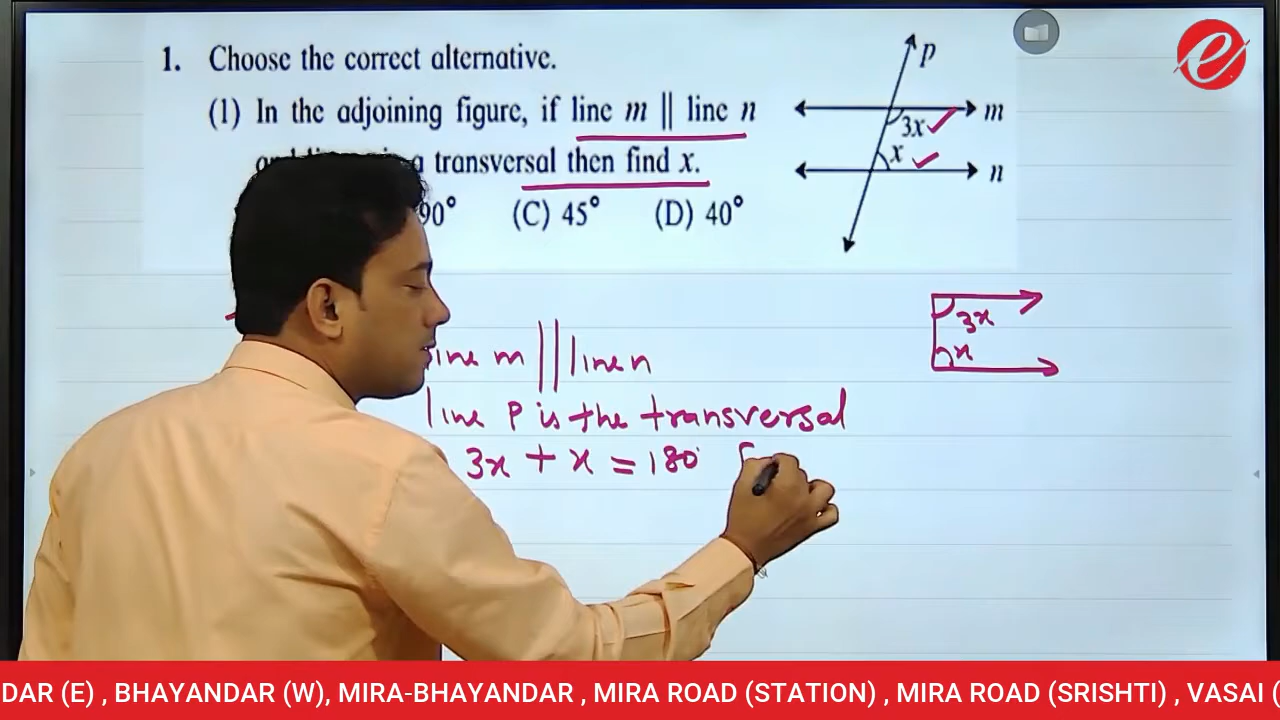 1. Choose the correct alternative.
(1) In the adjoining figure, if line m || line n
transversal then find x.
90° (C) 45° (D) 40°
p
m
3x
x
n
3x
x
line m || line n
line P is the transversal
3x + x = 180° [
DAR (E) , BHAYANDAR (W), MIRA-BHAYANDAR , MIRA ROAD (STATION) , MIRA ROAD (SRISHTI) , VASAI (